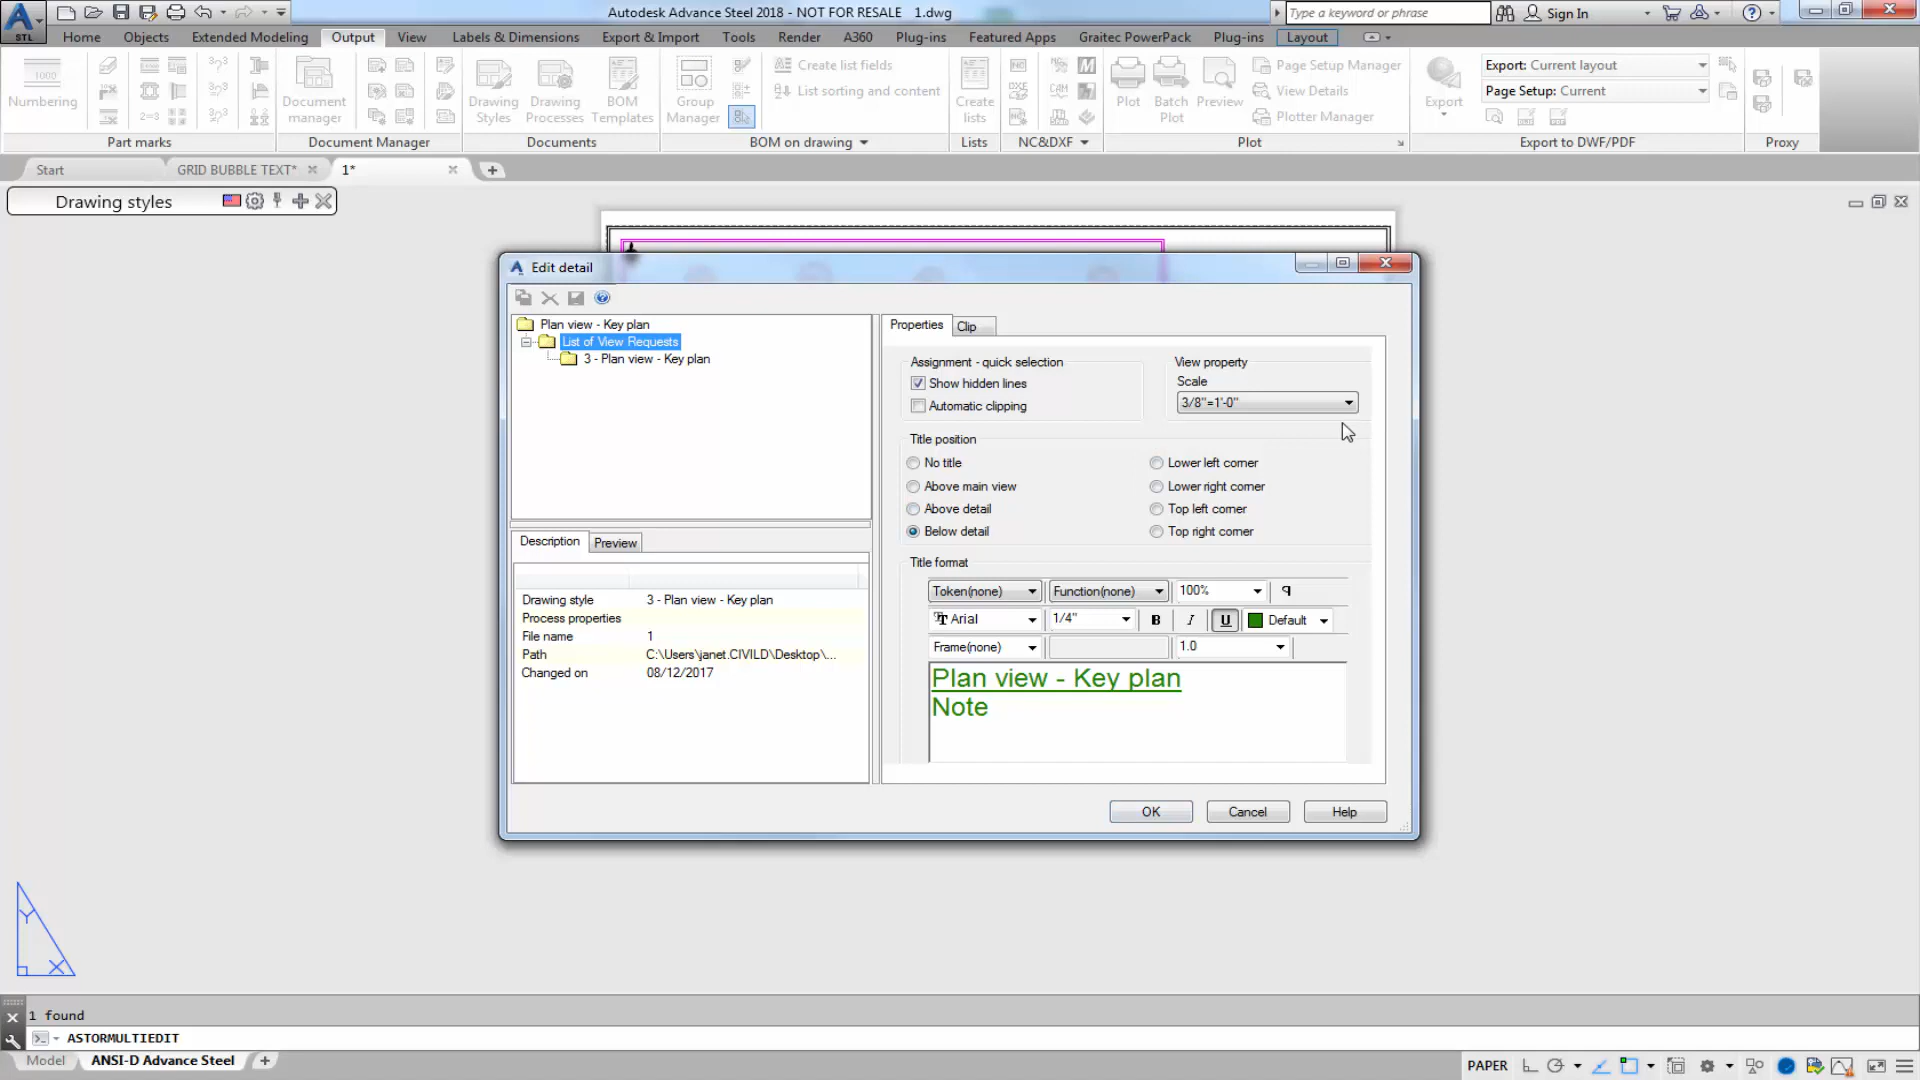 Autodesk Advance Steel 2018 - NOT FOR RESALE 1.dwg
Type a keyword or phrase
Sign In
STL
Home Objects Extended Modeling Output View Labels & Dimensions Export & Import Tools Render A360 Plug-ins Featured Apps Graitec PowerPack Plug-ins Layout
Numbering
Document manager
Drawing Styles
Drawing Processes
BOM Templates
Group Manager
Create list fields
List sorting and content
Create lists
Plot
Batch Plot
Preview
Page Setup Manager
View Details
Plotter Manager
Export
Export: Current layout
Page Setup: Current
Part marks
Document Manager
Documents
BOM on drawing
Lists
NC&DXF
Plot
Export to DWF/PDF
Proxy
Start
GRID BUBBLE TEXT*
1*
Drawing styles
Edit detail
Plan view - Key plan
List of View Requests
3 - Plan view - Key plan
Description
Preview
Drawing style 3 - Plan view - Key plan
Process properties
File name 1
Path C:\Users\janet.CIVILD\Desktop\...
Changed on 08/12/2017
Properties
Clip
Assignment - quick selection
Show hidden lines
Automatic clipping
View property
Scale
3/8"=1'-0"
Title position
No title
Above main view
Above detail
Below detail
Lower left corner
Lower right corner
Top left corner
Top right corner
Title format
Token(none) Function(none) 100% ¶
Arial 1/4" B I U Default
Frame(none) 1.0
Plan view - Key plan
Note
OK Cancel Help
Y
X
1 found
ASTORMULTIEDIT
Model
ANSI-D Advance Steel
PAPER